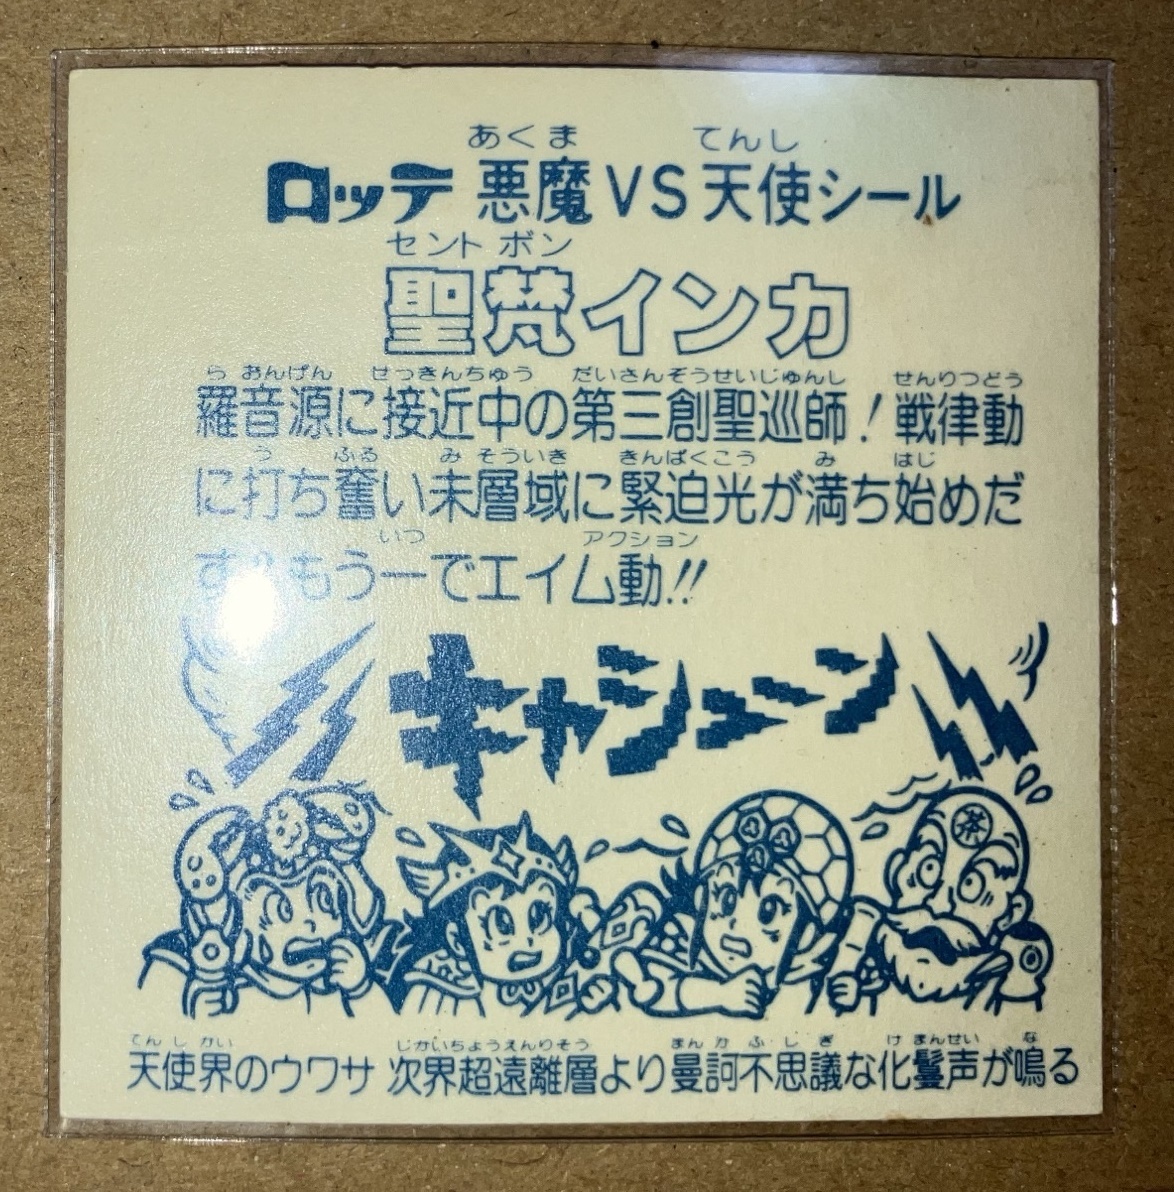 あくま てんし
ロッテ 悪魔VS天使シール
セント ボン
聖梵インカ
ら おんげん せっきんちゅう だいさんぞうせいじゅんし せんりつどう
羅音源に接近中の第三創聖巡師！戦律動
う ふる み そういき きんぱくこう み はじ
に打ち奮い未層域に緊迫光が満ち始めだ
いつ アクション
す もう一でエイム動!!
キャシューン
茶
てんしかい じかいちょうえんりそう まんかふしぎ けまんせい な
天使界のウワサ 次界超遠離層より曼訶不思議な化鬘声が鳴る